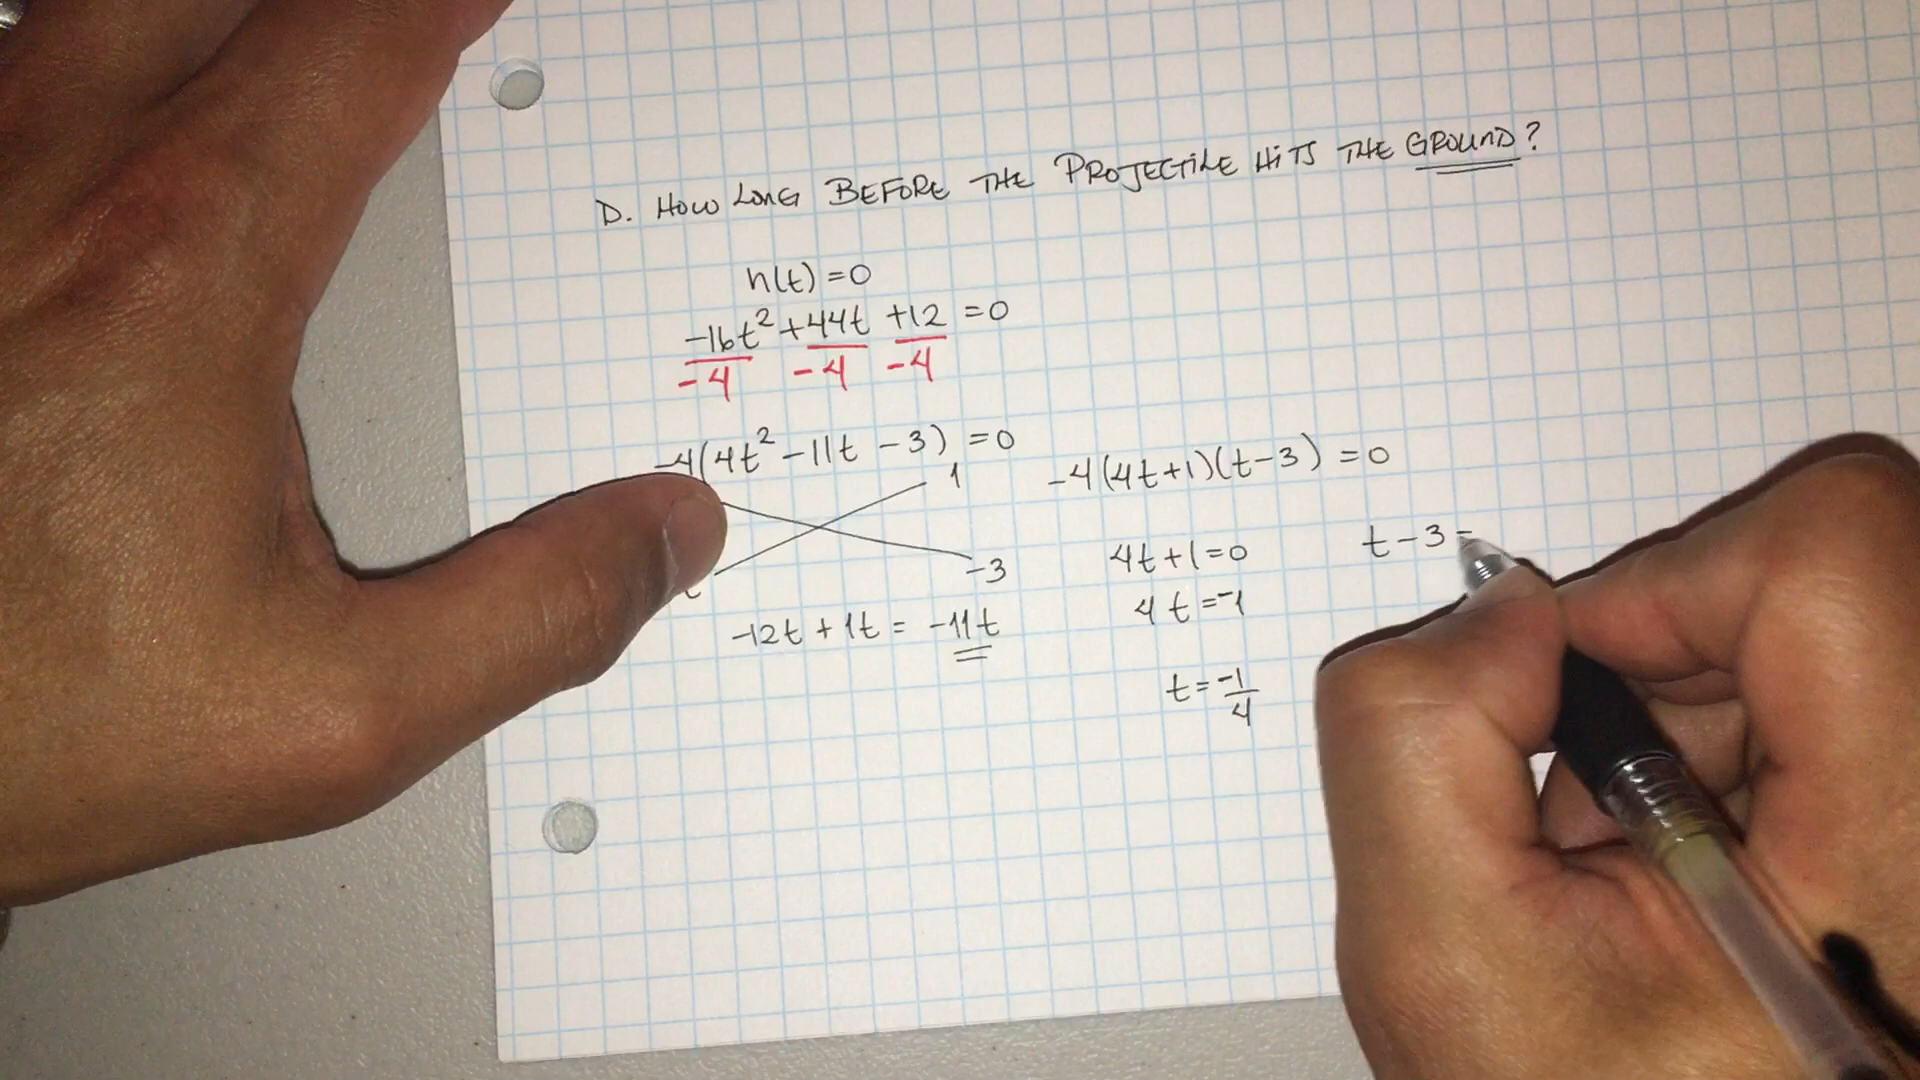 D. HOW LONG BEFORE THE PROJECTILE HITS THE GROUND?
h(t) = 0
-16t² + 44t + 12 = 0
-4 -4 -4
-4(4t² - 11t - 3) = 0
1
-3
t
-12t + 1t = -11t
-4(4t+1)(t-3) = 0
4t + 1 = 0
4t = -1
t = -1/4
t - 3 =